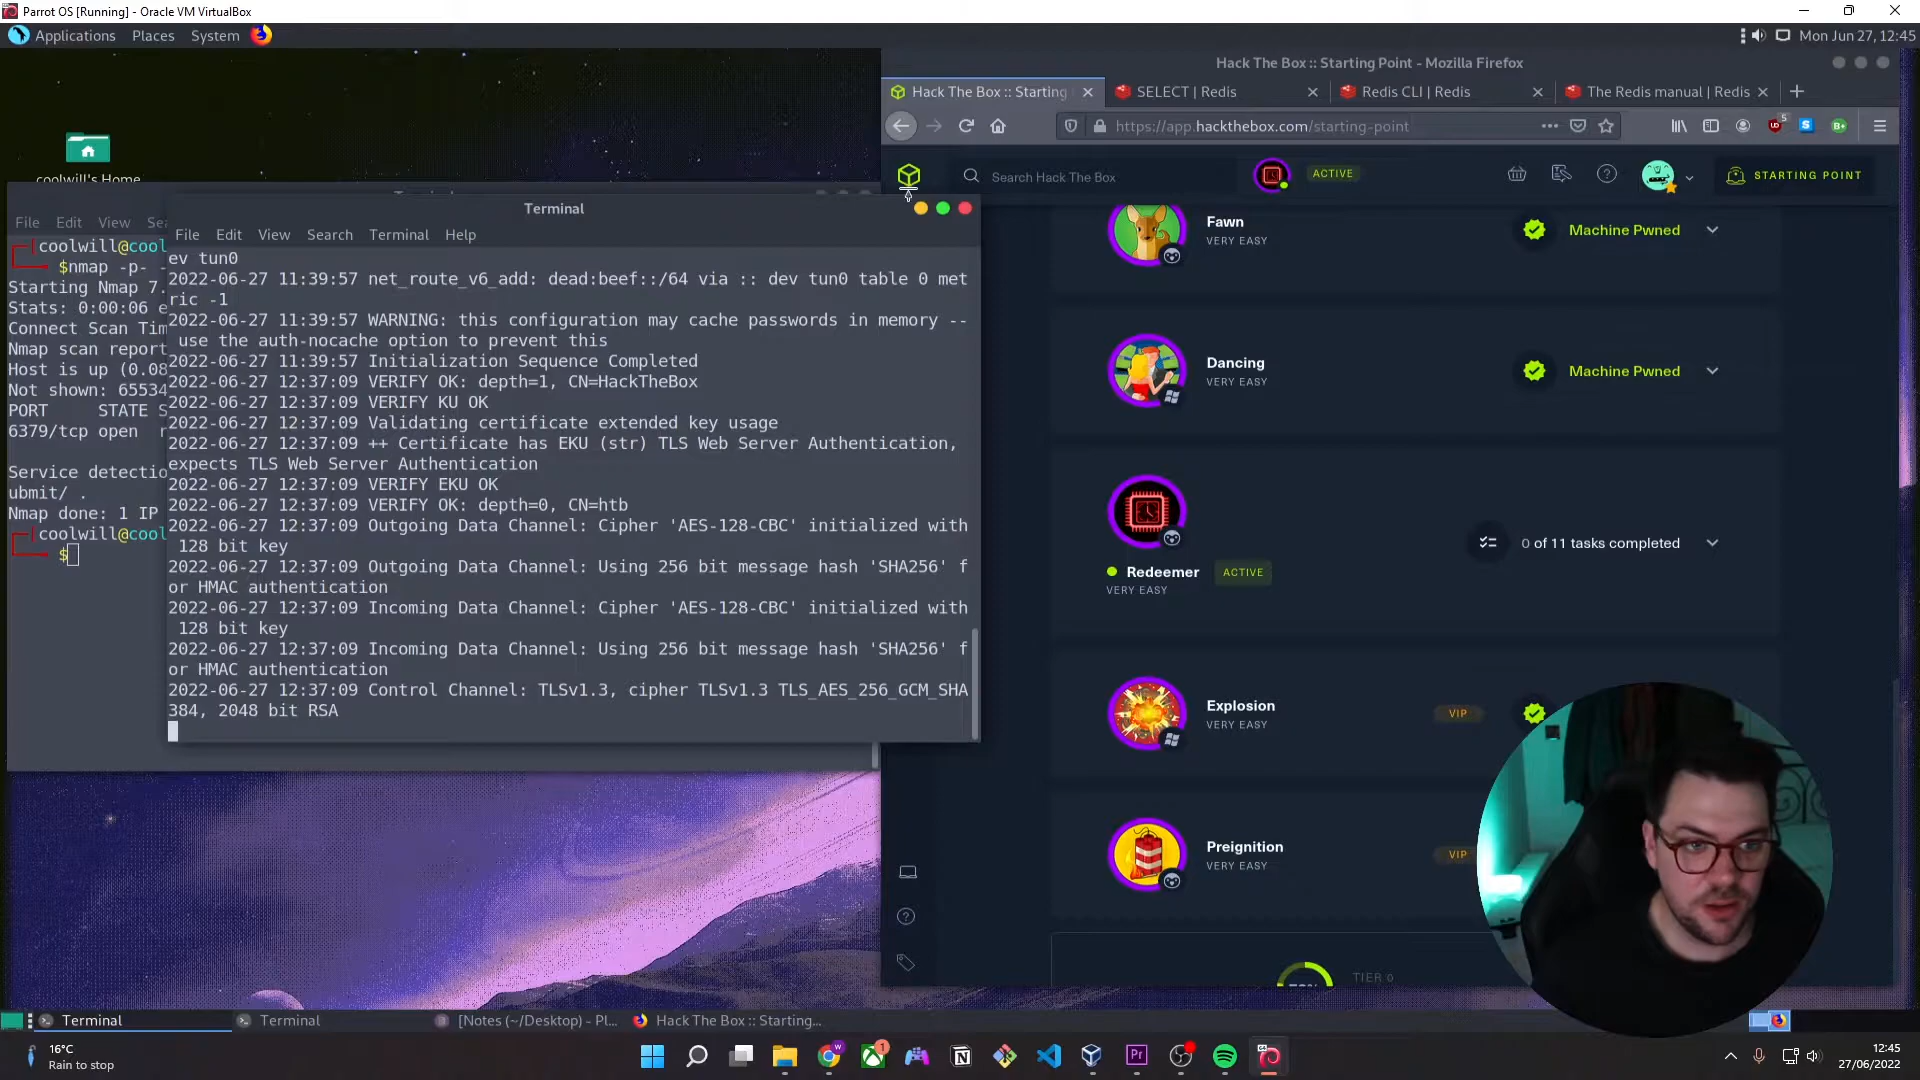 Parrot OS [Running] - Oracle VM VirtualBox
Applications Places System
Mon Jun 27, 12:45
coolwill's Home
File Edit View
coolwill@cool
$nmap -p-
Starting Nmap 7.
Stats: 0:00:06 e
Connect Scan Tim
Nmap scan report
Host is up (0.08
Not shown: 65534
PORT STATE S
6379/tcp open r
Service detectio
ubmit/ .
Nmap done: 1 IP
coolwill@cool
$
Terminal
File Edit View Search Terminal Help
ev tun0
2022-06-27 11:39:57 net_route_v6_add: dead:beef::/64 via :: dev tun0 table 0 met
ric -1
2022-06-27 11:39:57 WARNING: this configuration may cache passwords in memory --
use the auth-nocache option to prevent this
2022-06-27 11:39:57 Initialization Sequence Completed
2022-06-27 12:37:09 VERIFY OK: depth=1, CN=HackTheBox
2022-06-27 12:37:09 VERIFY KU OK
2022-06-27 12:37:09 Validating certificate extended key usage
2022-06-27 12:37:09 ++ Certificate has EKU (str) TLS Web Server Authentication,
expects TLS Web Server Authentication
2022-06-27 12:37:09 VERIFY EKU OK
2022-06-27 12:37:09 VERIFY OK: depth=0, CN=htb
2022-06-27 12:37:09 Outgoing Data Channel: Cipher 'AES-128-CBC' initialized with
128 bit key
2022-06-27 12:37:09 Outgoing Data Channel: Using 256 bit message hash 'SHA256' f
or HMAC authentication
2022-06-27 12:37:09 Incoming Data Channel: Cipher 'AES-128-CBC' initialized with
128 bit key
2022-06-27 12:37:09 Incoming Data Channel: Using 256 bit message hash 'SHA256' f
or HMAC authentication
2022-06-27 12:37:09 Control Channel: TLSv1.3, cipher TLSv1.3 TLS_AES_256_GCM_SHA
384, 2048 bit RSA
Hack The Box :: Starting Point - Mozilla Firefox
Hack The Box :: Starting
SELECT | Redis
Redis CLI | Redis
The Redis manual | Redis
https://app.hackthebox.com/starting-point
Search Hack The Box
ACTIVE
STARTING POINT
Fawn
VERY EASY
Machine Pwned
Dancing
VERY EASY
Machine Pwned
0 of 11 tasks completed
Redeemer ACTIVE
VERY EASY
Explosion
VERY EASY
VIP
Preignition
VERY EASY
VIP
TIER 0
Terminal
Terminal
[Notes (~/Desktop) - Pl...
Hack The Box :: Starting...
16°C
Rain to stop
12:45
27/06/2022